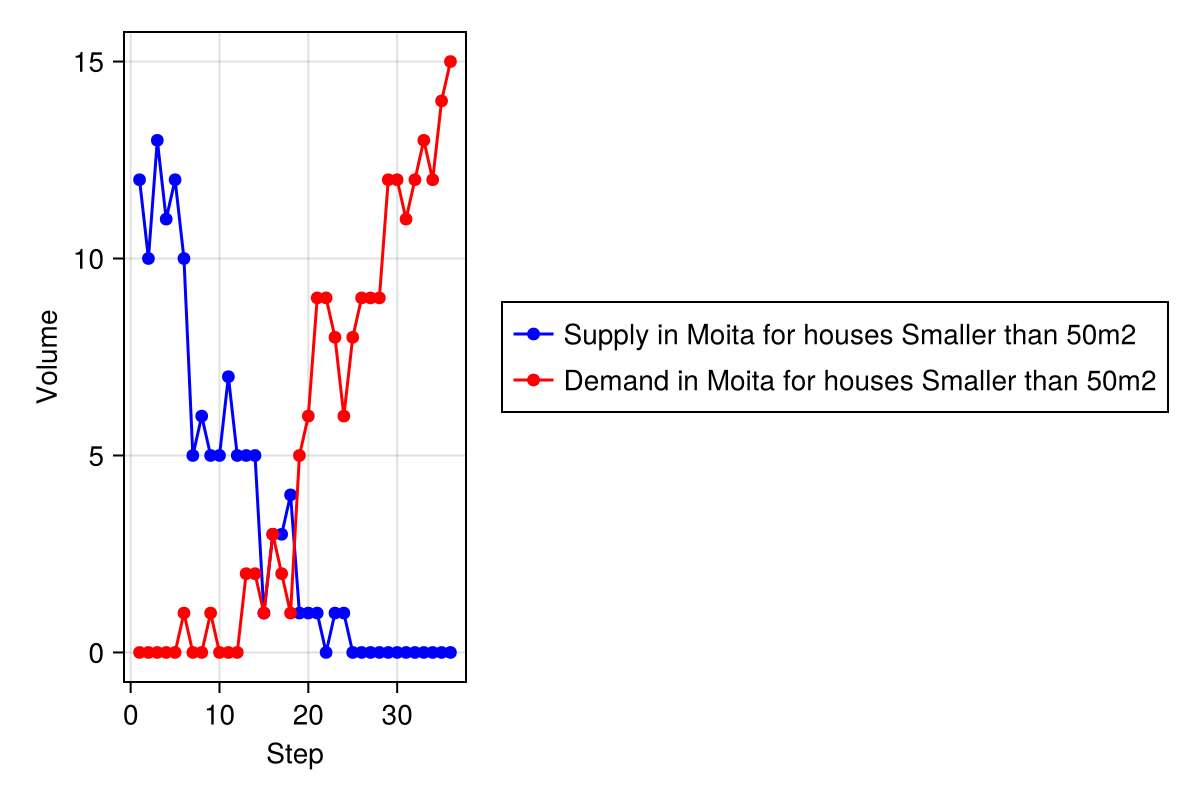 15
10
5
0
Volume
0 10 20 30
Step
Supply in Moita for houses Smaller than 50m2
Demand in Moita for houses Smaller than 50m2